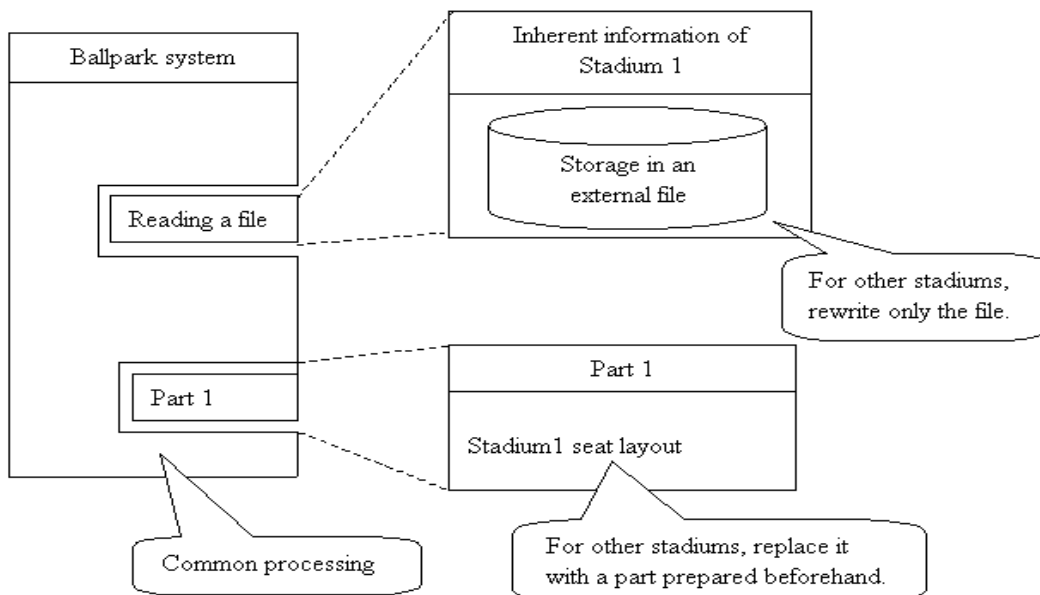 Ballpark system
Inherent information of
Stadium 1
Storage in an
external file
Reading a file
For other stadiums,
rewrite only the file.
Part 1
Part 1
Stadium1 seat layout
Common processing
For other stadiums, replace it
with a part prepared beforehand.